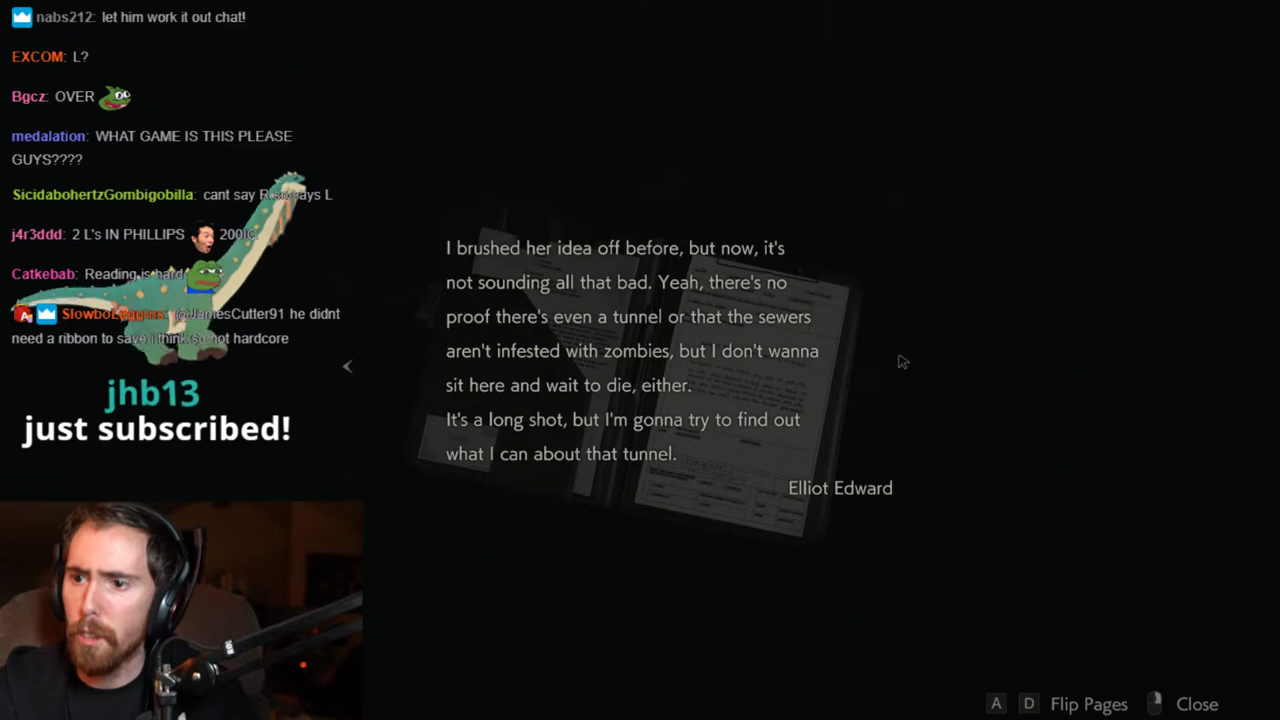 nabs212: let him work it out chat!
EXCOM: L?
Bgcz: OVER
medalation: WHAT GAME IS THIS PLEASE
GUYS????
SicidabohertzGombigobilla: cant say R so says L
j4r3ddd: 2 L's IN PHILLIPS 200IQ
Catkebab: Reading is hard
SlowboLoggins: @JamesCutter91 he didnt
need a ribbon to save i think so not hardcore
jhb13
just subscribed!
I brushed her idea off before, but now, it's
not sounding all that bad. Yeah, there's no
proof there's even a tunnel or that the sewers
aren't infested with zombies, but I don't wanna
sit here and wait to die, either.
It's a long shot, but I'm gonna try to find out
what I can about that tunnel.
Elliot Edward
A D Flip Pages Close